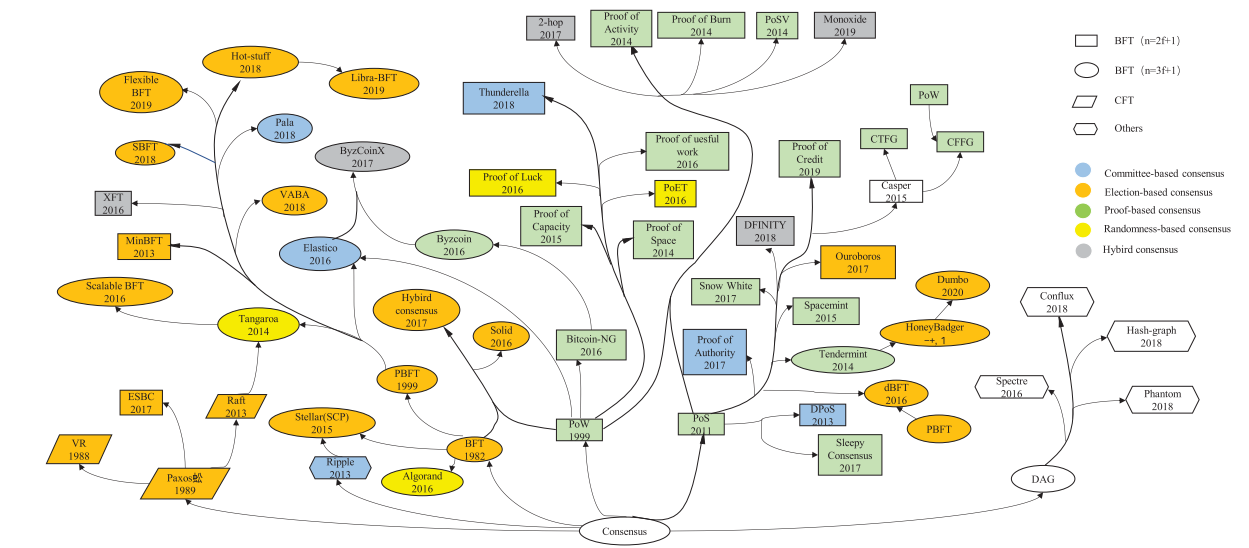 2-hop
2017
Proof of
Activity
2014
Proof of Burn
2014
PoSV
2014
Monoxide
2019
BFT（n=2f+1）
BFT（n=3f+1）
CFT
Others
Committee-based consensus
Election-based consensus
Proof-based consensus
Randomness-based consensus
Hybird consensus
Hot-stuff
2018
Libra-BFT
2019
Flexible
BFT
2019
Pala
2018
SBFT
2018
ByzCoinX
2017
XFT
2016
VABA
2018
MinBFT
2013
Elastico
2016
Scalable BFT
2016
Tangaroa
2014
Thunderella
2018
Proof of uesful
work
2016
Proof of Luck
2016
PoET
2016
Proof of
Capacity
2015
Proof of
Space
2014
Byzcoin
2016
Hybird
consensus
2017
Solid
2016
Bitcoin-NG
2016
PoW
CTFG
CFFG
Proof of
Credit
2019
Casper
2015
DFINITY
2018
Ouroboros
2017
Snow White
2017
Spacemint
2015
Dumbo
2020
HoneyBadger
Proof of
Authority
2017
Tendermint
2014
dBFT
2016
PBFT
DPoS
2013
Sleepy
Consensus
2017
Conflux
2018
Hash-graph
2018
Spectre
2016
Phantom
2018
PBFT
1999
ESBC
2017
Raft
2013
Stellar(SCP)
2015
VR
1988
Paxos
1989
Ripple
2013
BFT
1982
Algorand
2016
PoW
1999
PoS
2011
DAG
Consensus